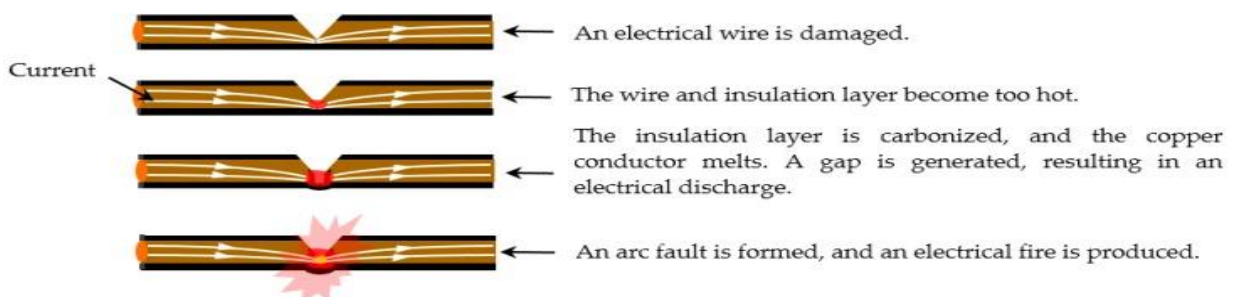 An electrical wire is damaged.
Current
The wire and insulation layer become too hot.
The insulation layer is carbonized, and the copper
conductor melts. A gap is generated, resulting in an
electrical discharge.
An arc fault is formed, and an electrical fire is produced.